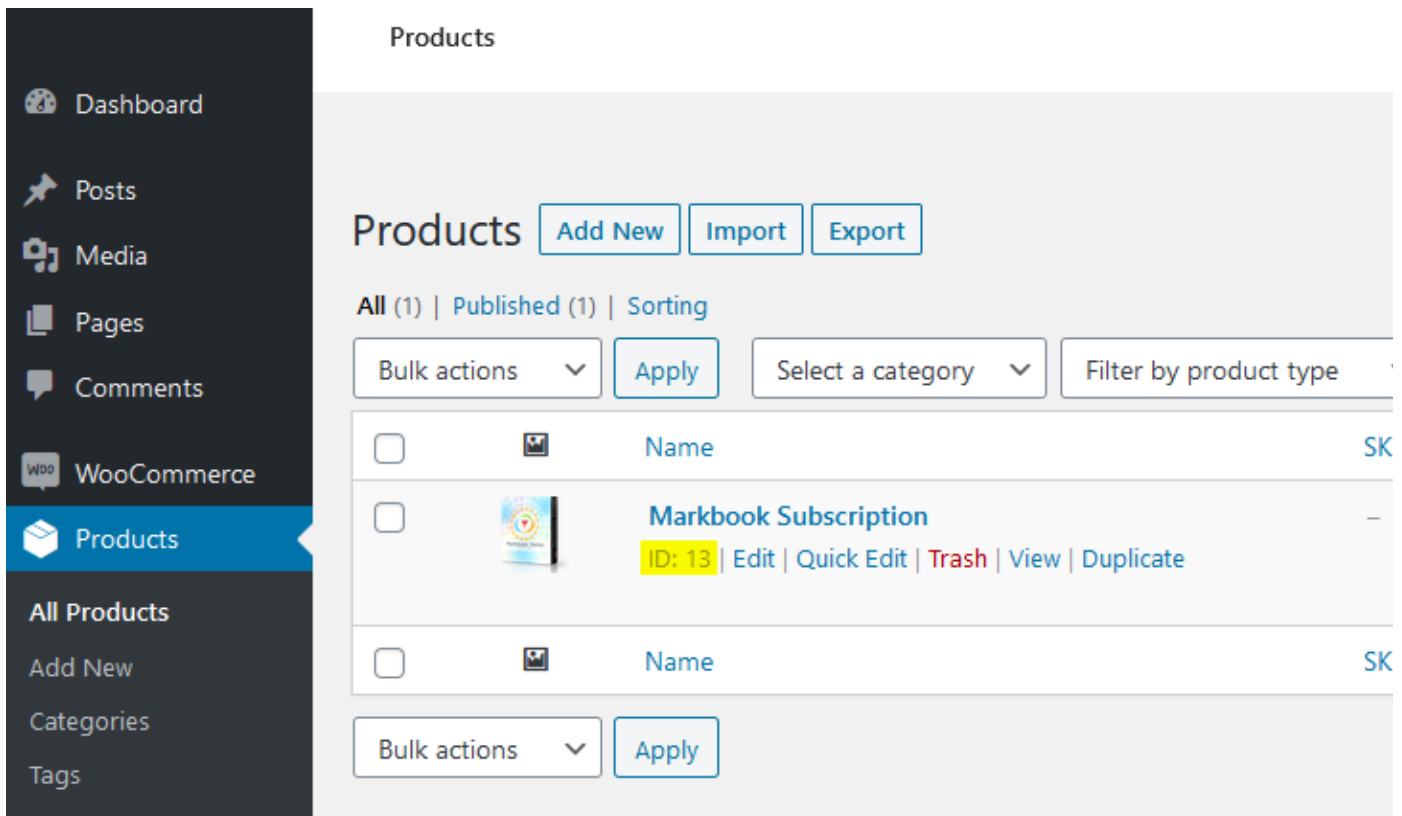 Products
Dashboard
Posts
Media
Pages
Comments
WOO WooCommerce
Products
All Products
Add New
Categories
Tags
Products Add New Import Export
All (1) | Published (1) | Sorting
Bulk actions Apply Select a category Filter by product type
Name SK
Markbook Subscription –
ID: 13 | Edit | Quick Edit | Trash | View | Duplicate
Name SK
Bulk actions Apply